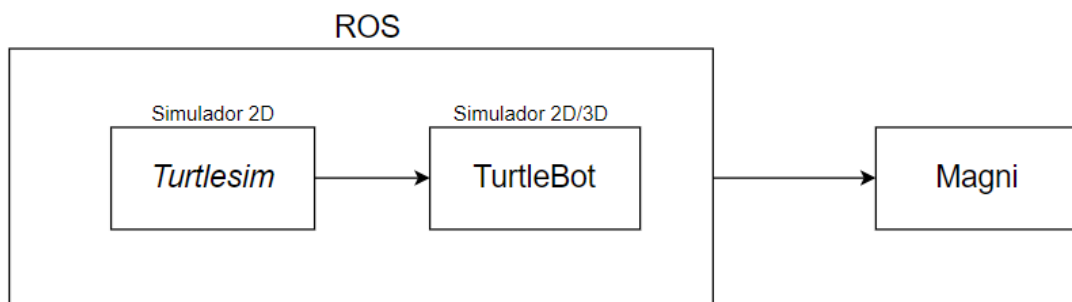 ROS
Simulador 2D
Simulador 2D/3D
Turtlesim
TurtleBot
Magni